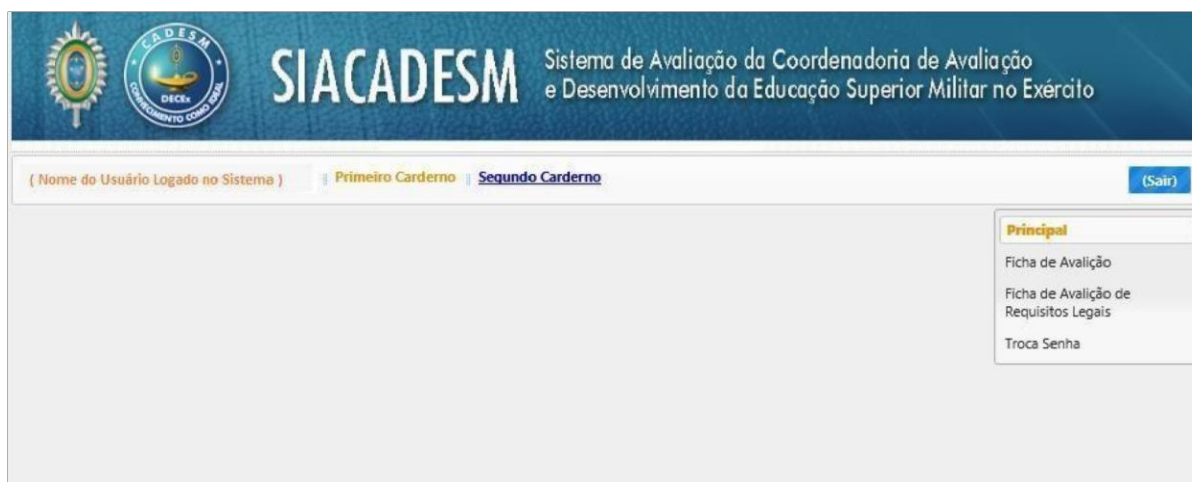 CADESM
DECEx
CONHECIMENTO COMO IDEAL
SIACADESM
Sistema de Avaliação da Coordenadoria de Avaliação
e Desenvolvimento da Educação Superior Militar no Exército
( Nome do Usuário Logado no Sistema ) Primeiro Carderno Segundo Carderno (Sair)
Principal
Ficha de Avalição
Ficha de Avalição de
Requisitos Legais
Troca Senha